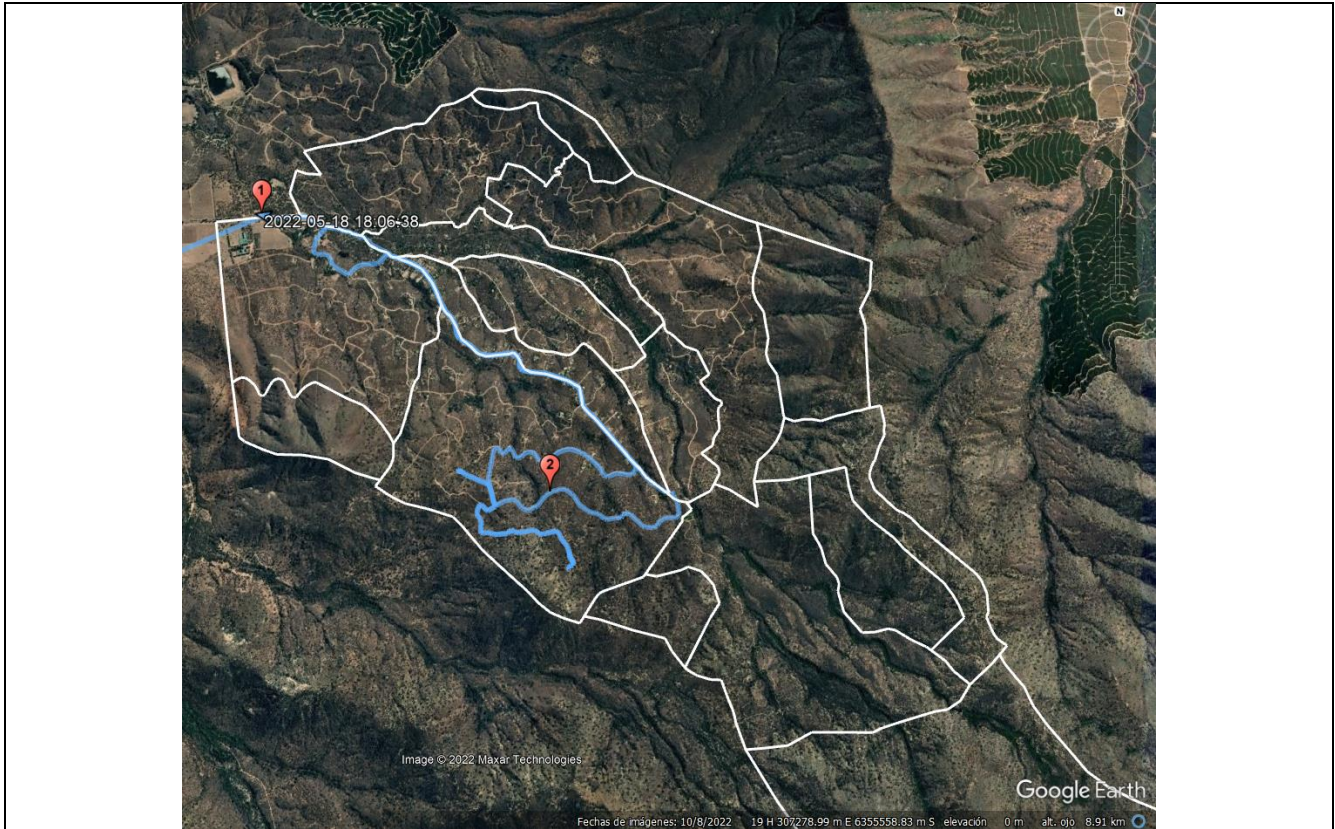 N
1
2022-05-18 18:06:38
2
Image © 2022 Maxar Technologies
Google Earth
Fechas de imágenes: 10/8/2022 19 H 307278.99 m E 6355558.83 m S elevación 0 m alt. ojo 8.91 km